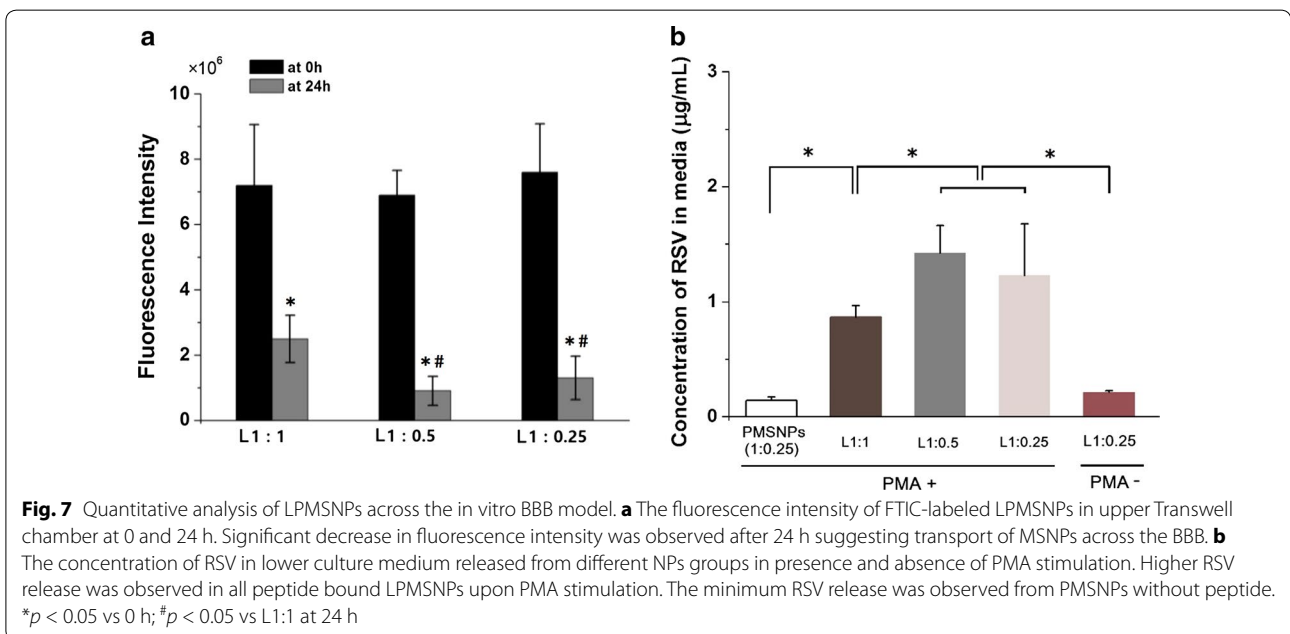 a
at 0h
at 24h
×10⁶
10
8
6
4
2
0
Fluorescence Intensity
*
*#
*#
L1 : 1
L1 : 0.5
L1 : 0.25
b
Concentration of RSV in media (μg/mL)
3
2
1
0
*
*
*
PMSNPs
(1:0.25)
L1:1
L1:0.5
L1:0.25
L1:0.25
PMA +
PMA -
Fig. 7 Quantitative analysis of LPMSNPs across the in vitro BBB model. a The fluorescence intensity of FTIC-labeled LPMSNPs in upper Transwell
chamber at 0 and 24 h. Significant decrease in fluorescence intensity was observed after 24 h suggesting transport of MSNPs across the BBB. b
The concentration of RSV in lower culture medium released from different NPs groups in presence and absence of PMA stimulation. Higher RSV
release was observed in all peptide bound LPMSNPs upon PMA stimulation. The minimum RSV release was observed from PMSNPs without peptide.
*p < 0.05 vs 0 h; #p < 0.05 vs L1:1 at 24 h